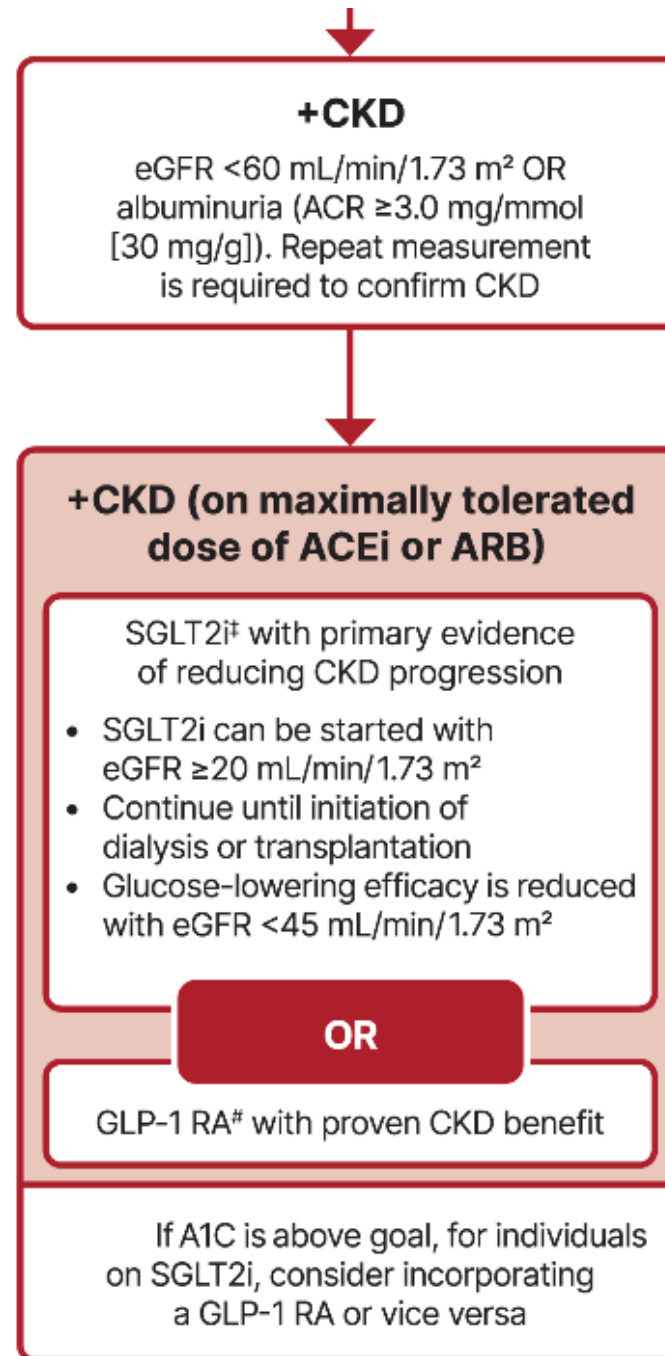 +CKD
eGFR <60 mL/min/1.73 m² OR
albuminuria (ACR ≥3.0 mg/mmol
[30 mg/g]). Repeat measurement
is required to confirm CKD
+CKD (on maximally tolerated
dose of ACEi or ARB)
SGLT2i‡ with primary evidence
of reducing CKD progression
• SGLT2i can be started with
eGFR ≥20 mL/min/1.73 m²
• Continue until initiation of
dialysis or transplantation
• Glucose-lowering efficacy is reduced
with eGFR <45 mL/min/1.73 m²
OR
GLP-1 RA# with proven CKD benefit
If A1C is above goal, for individuals
on SGLT2i, consider incorporating
a GLP-1 RA or vice versa